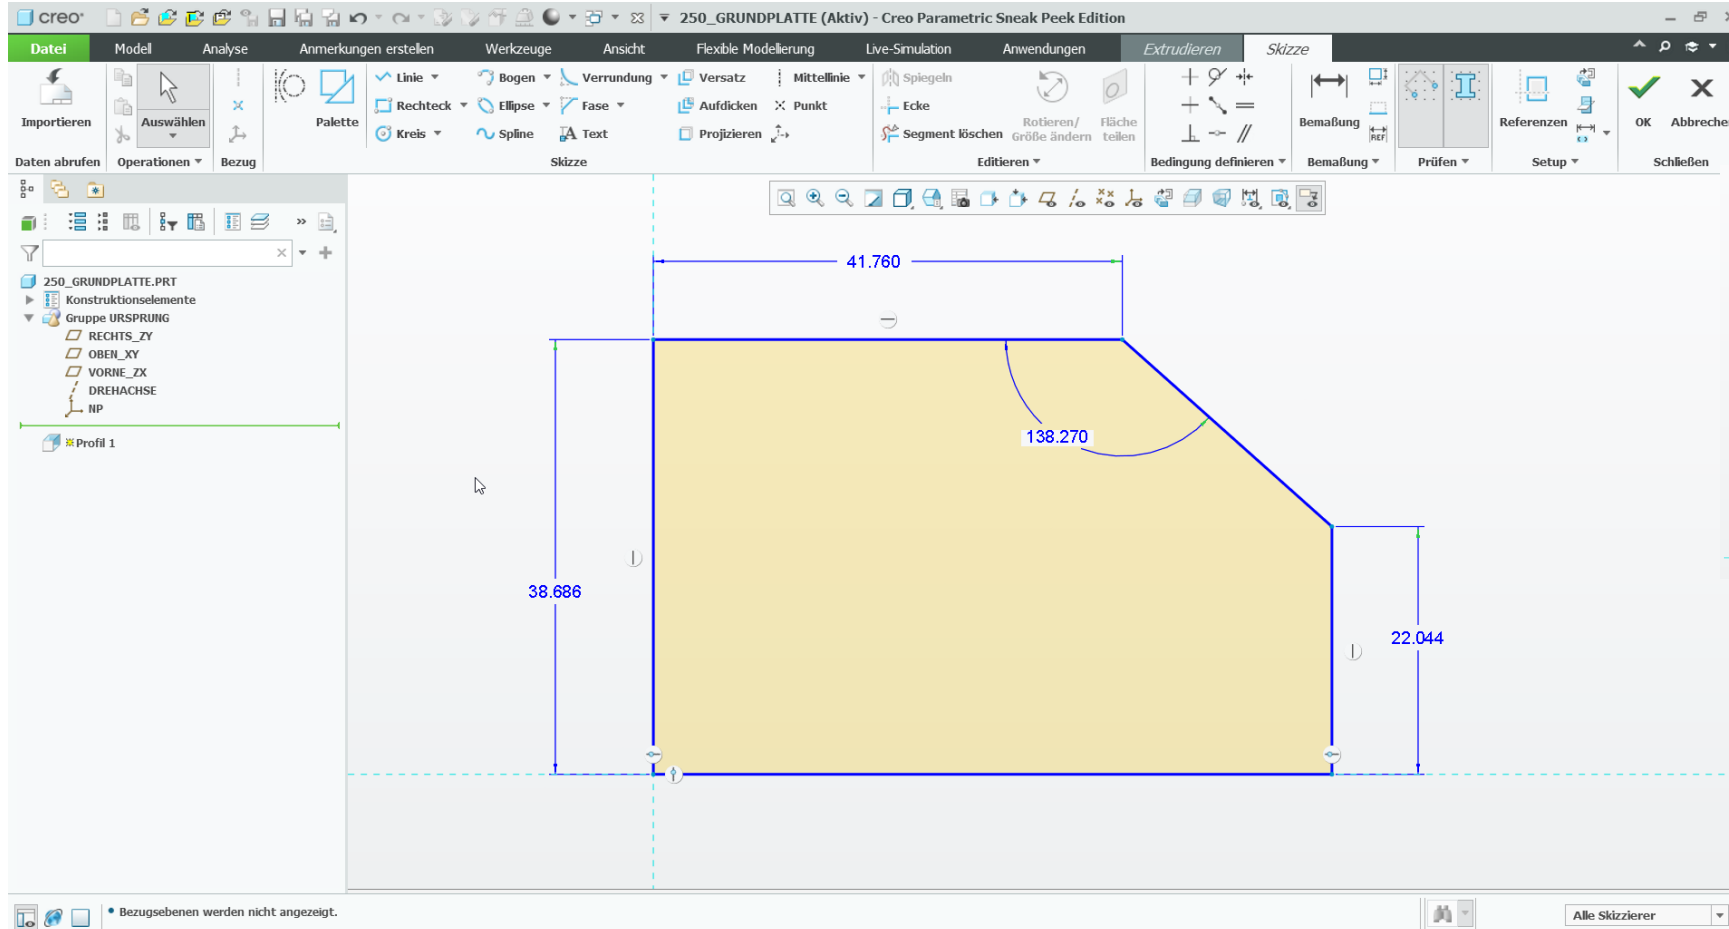 creo® 250_GRUNDPLATTE (Aktiv) - Creo Parametric Sneak Peek Edition
Datei Modell Analyse Anmerkungen erstellen Werkzeuge Ansicht Flexible Modellierung Live-Simulation Anwendungen Extrudieren Skizze
Linie Bogen Verrundung Versatz Mittellinie Spiegeln
Rechteck Ellipse Fase Aufdicken Punkt Ecke
Importieren Auswählen Palette Bemaßung Referenzen OK Abbreche
Kreis Spline Text Projizieren Segment löschen Rotieren/ Größe ändern Fläche teilen REF
Daten abrufen Operationen Bezug Skizze Editieren Bedingung definieren Bemaßung Prüfen Setup Schließen
250_GRUNDPLATTE.PRT
Konstruktionselemente
Gruppe URSPRUNG
RECHTS_ZY
OBEN_XY
VORNE_ZX
DREHACHSE
NP
Profil 1
41.760
138.270
38.686
22.044
Bezugsebenen werden nicht angezeigt.
Alle Skizzierer